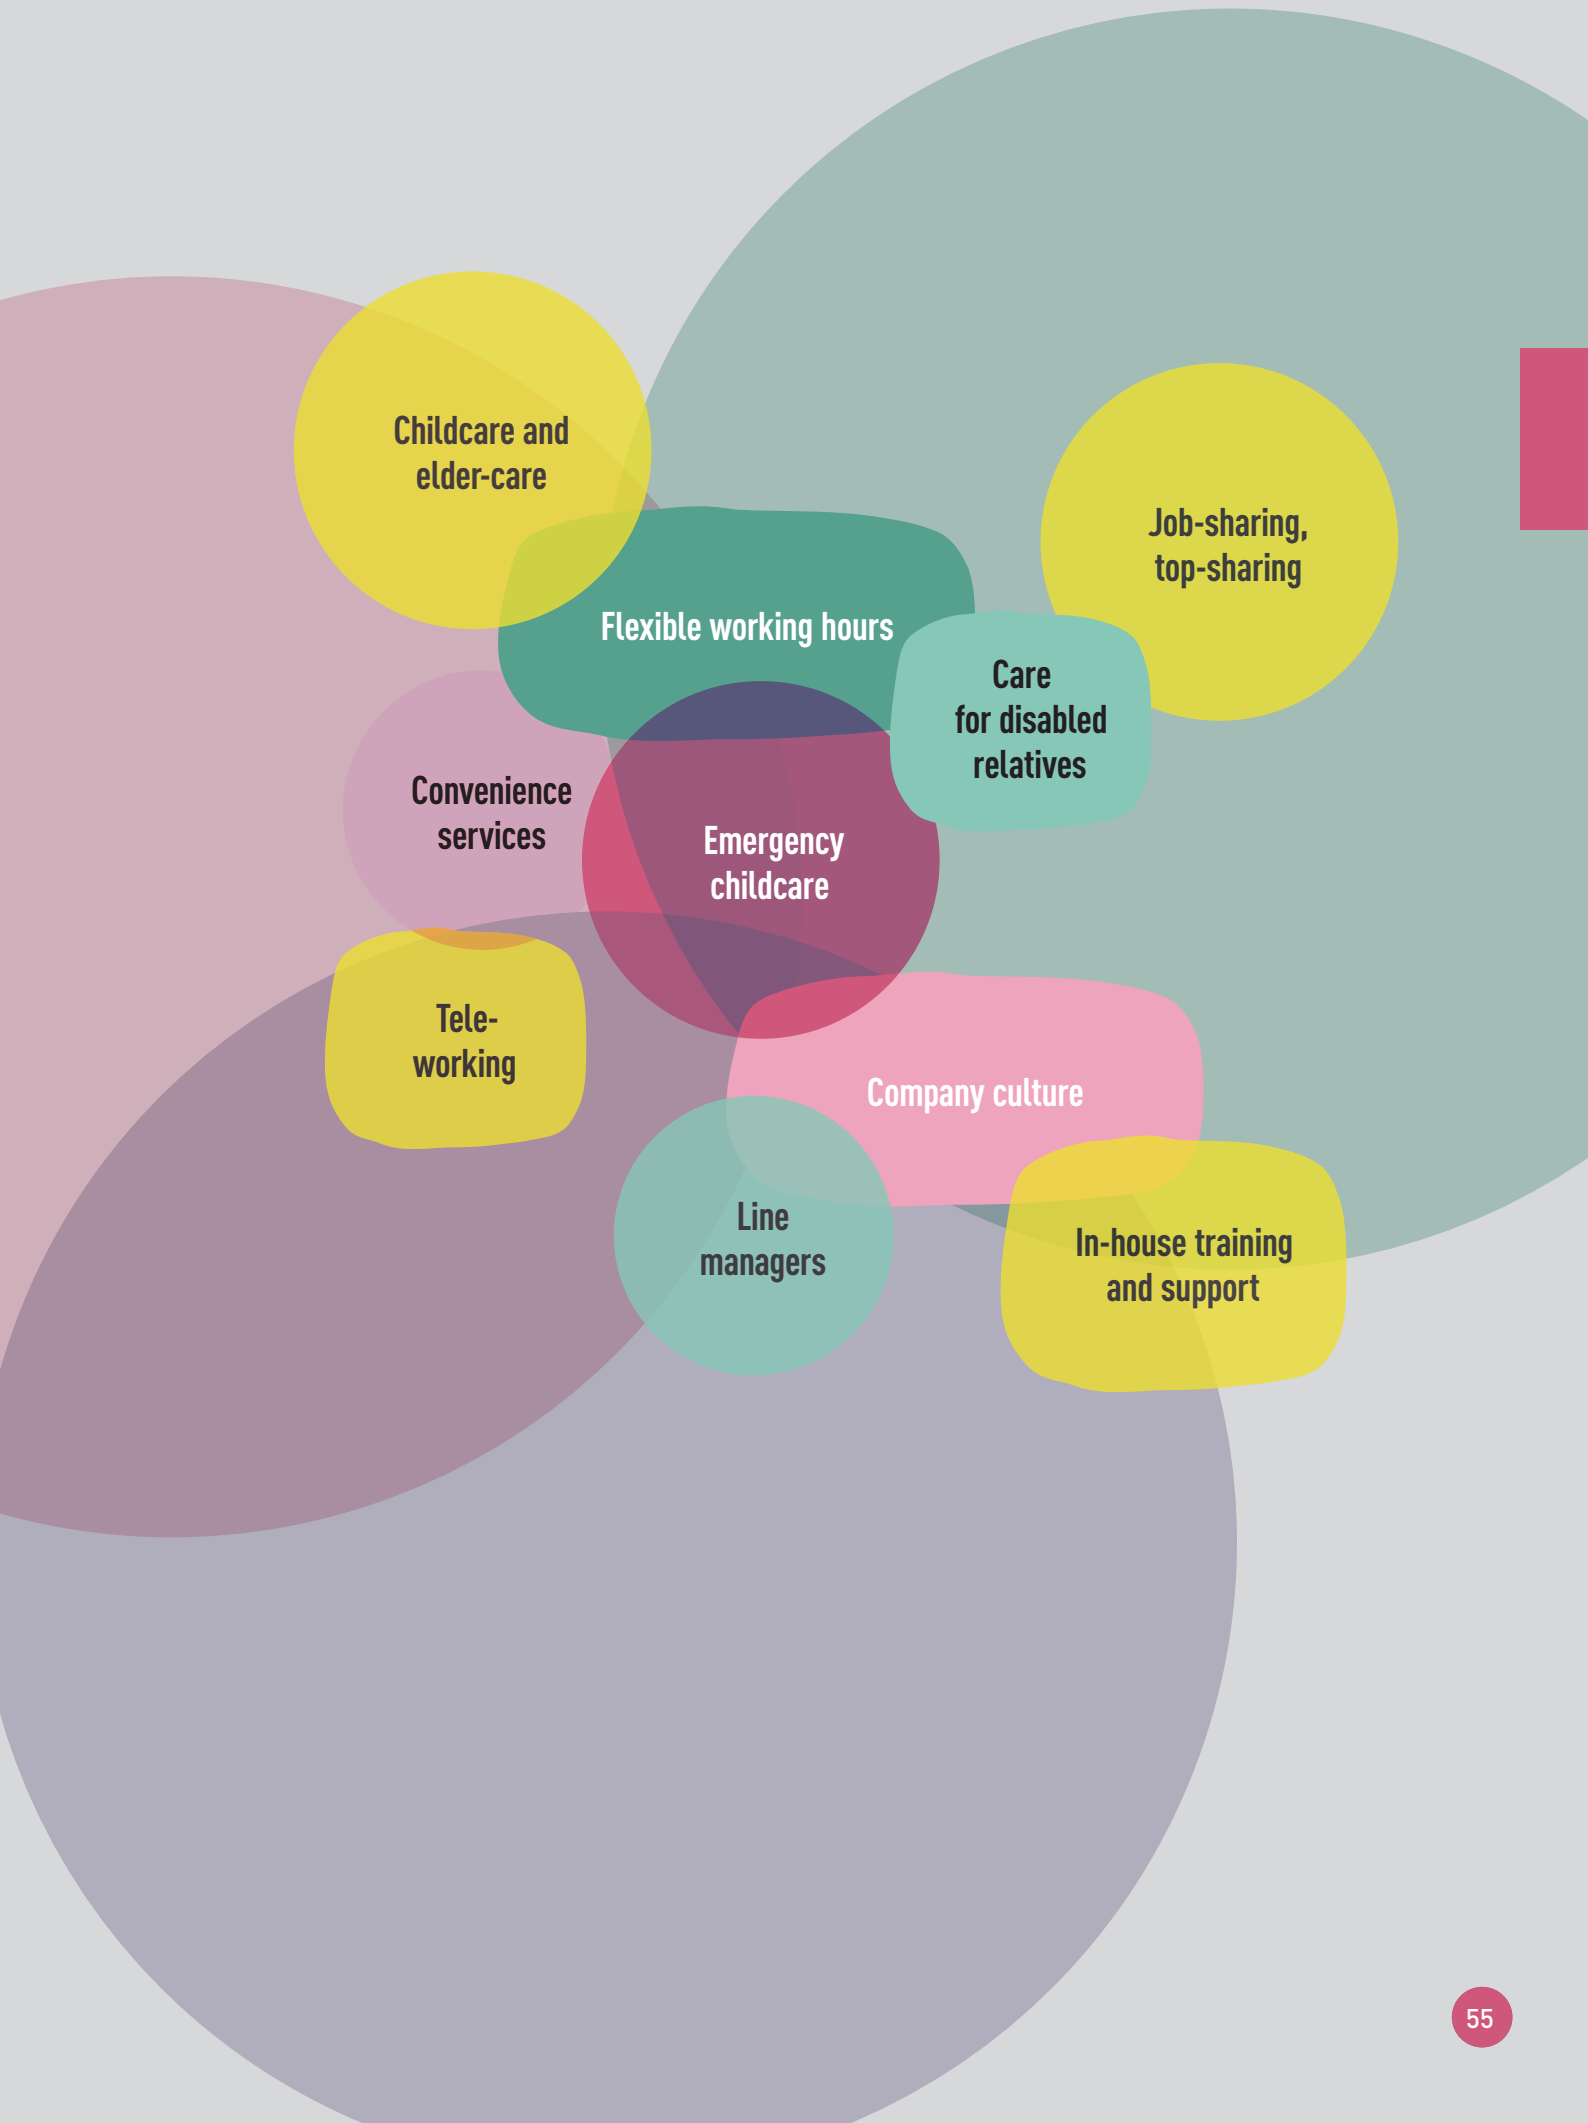 Childcare and
elder-care
Job-sharing,
top-sharing
Flexible working hours
Care
for disabled
relatives
Convenience
services
Emergency
childcare
Tele-
working
Company culture
Line
managers
In-house training
and support
55